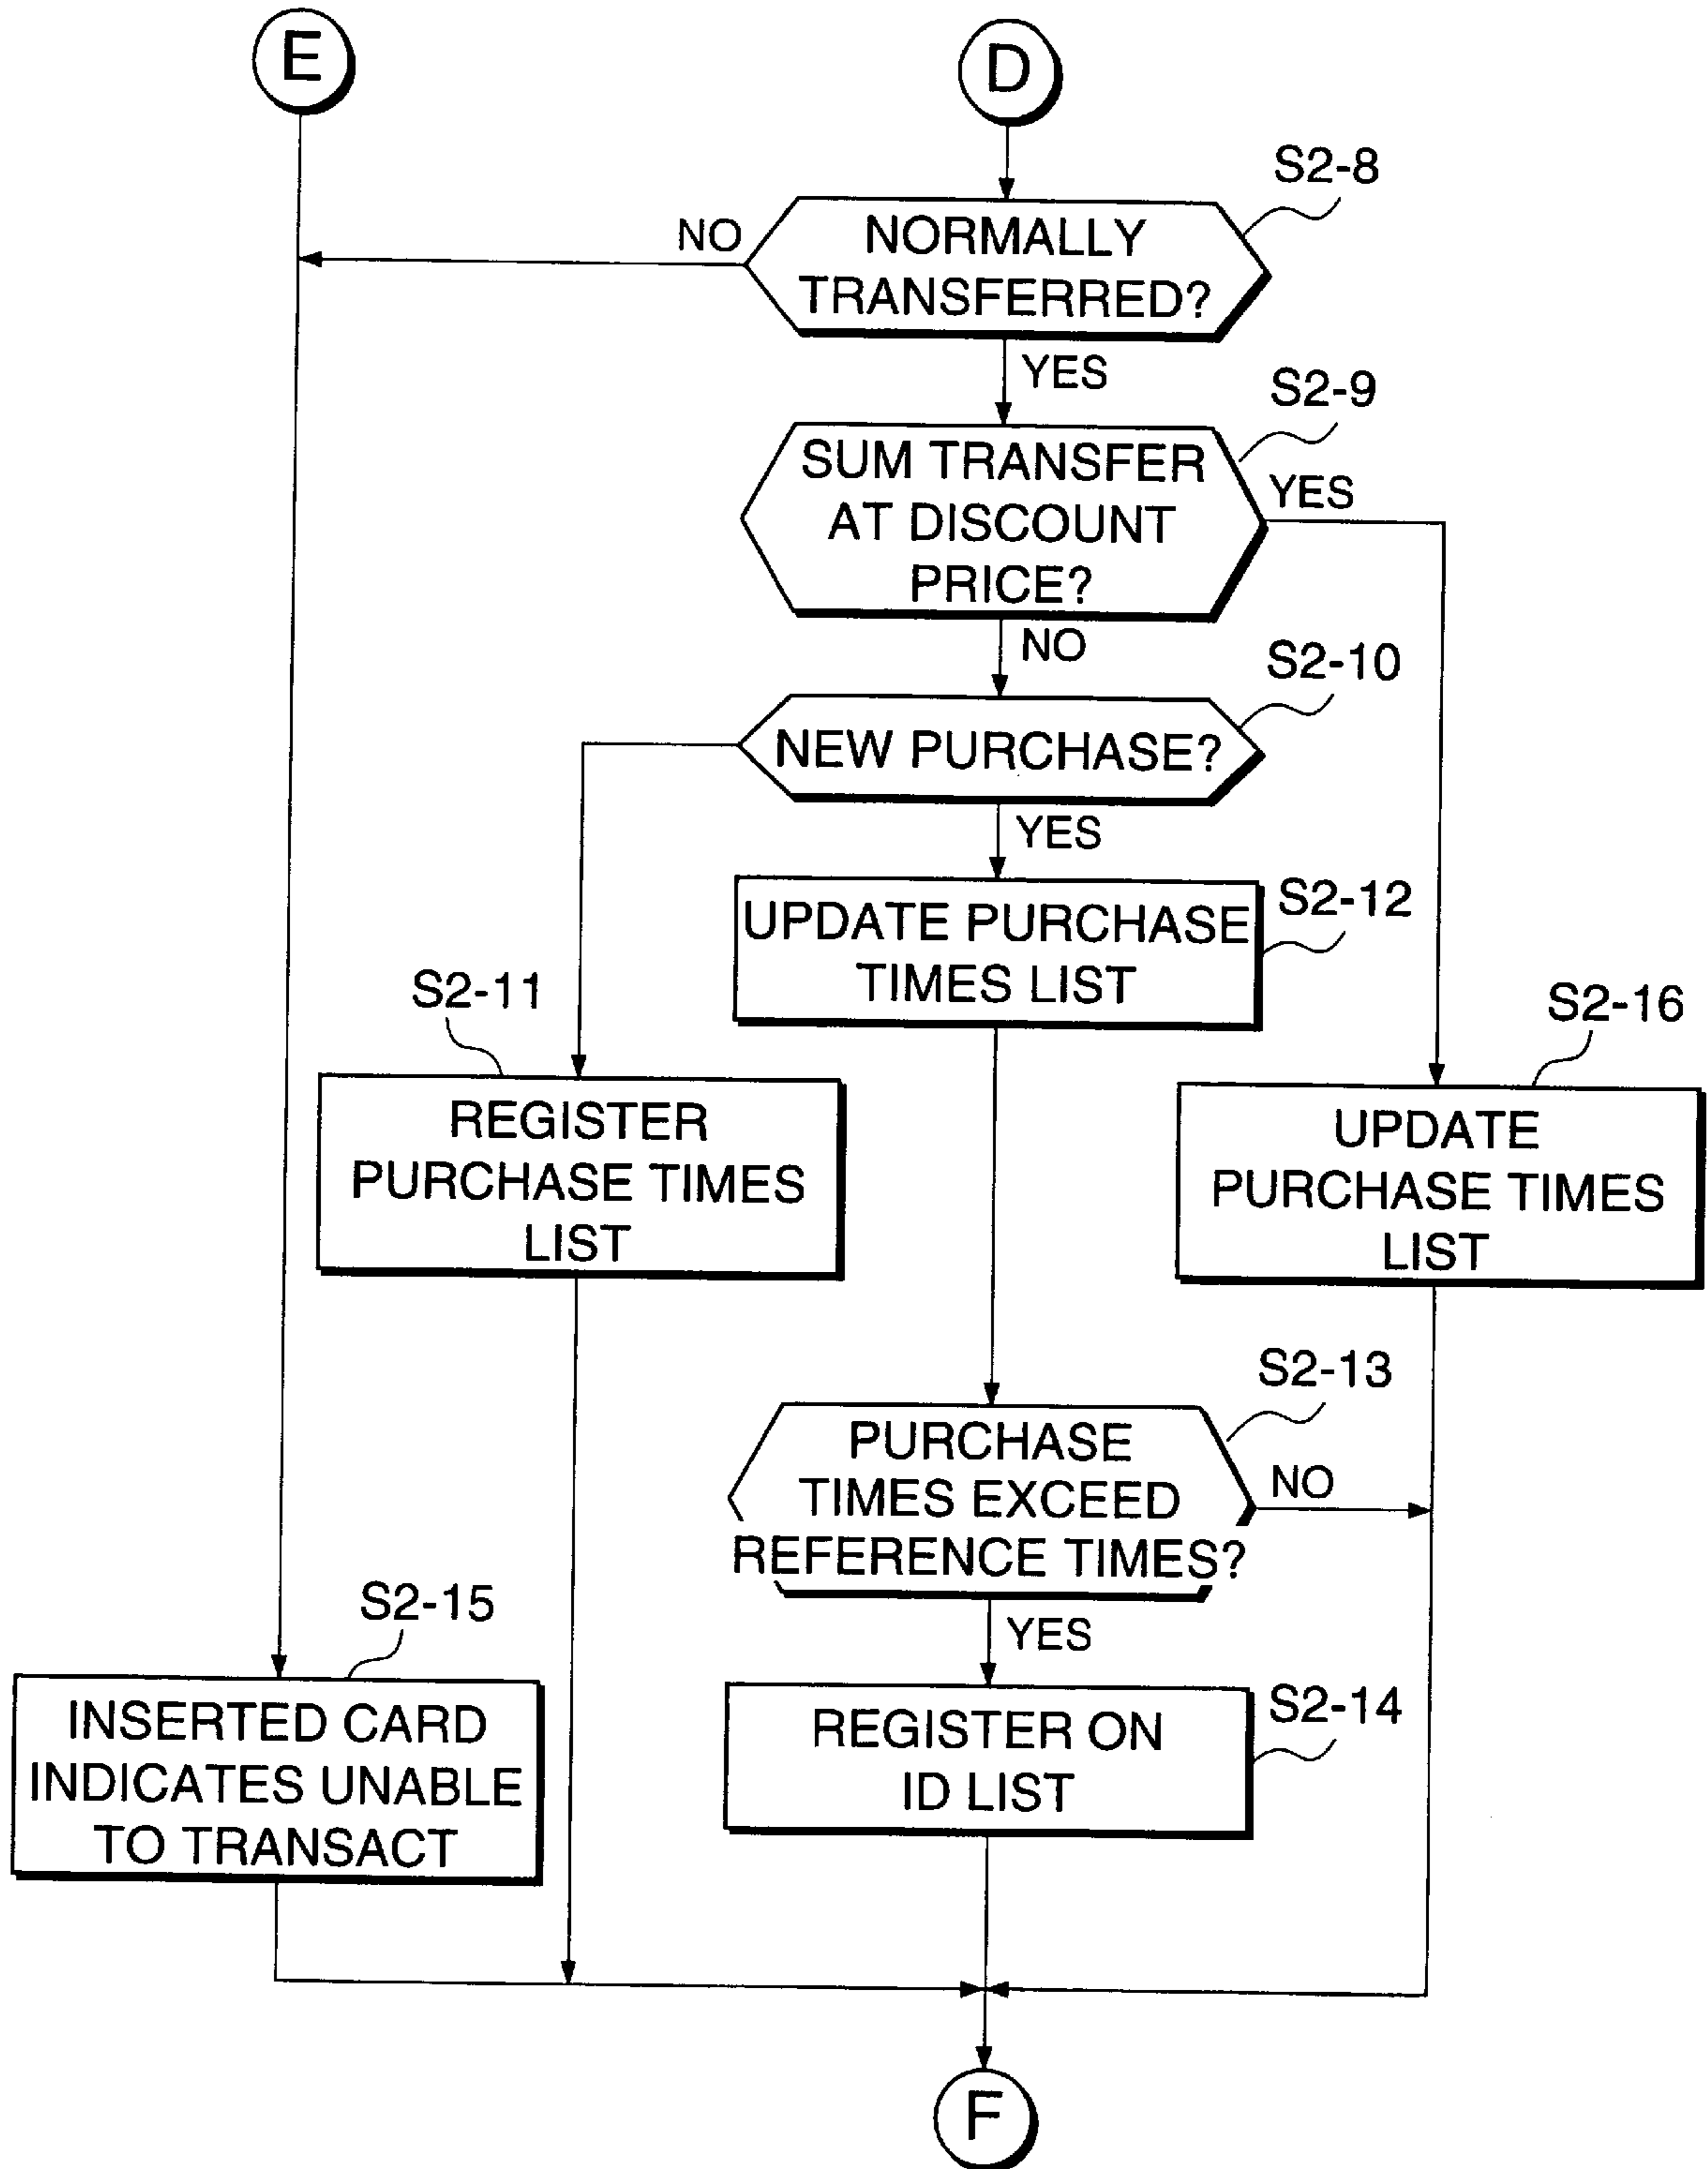 E
D
S2-8
NO
NORMALLY
TRANSFERRED?
YES
S2-9
SUM TRANSFER
AT DISCOUNT
PRICE?
YES
NO
S2-10
NEW PURCHASE?
YES
S2-12
UPDATE PURCHASE
TIMES LIST
S2-11
REGISTER
PURCHASE TIMES
LIST
S2-16
UPDATE
PURCHASE TIMES
LIST
S2-13
PURCHASE
TIMES EXCEED
REFERENCE TIMES?
NO
YES
S2-15
INSERTED CARD
INDICATES UNABLE
TO TRANSACT
S2-14
REGISTER ON
ID LIST
F